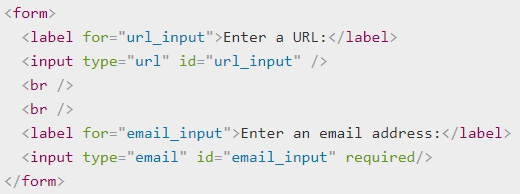 <form>
<label for="url_input">Enter a URL:</label>
<input type="url" id="url_input" />
<br />
<br />
<label for="email_input">Enter an email address:</label>
<input type="email" id="email_input" required/>
</form>